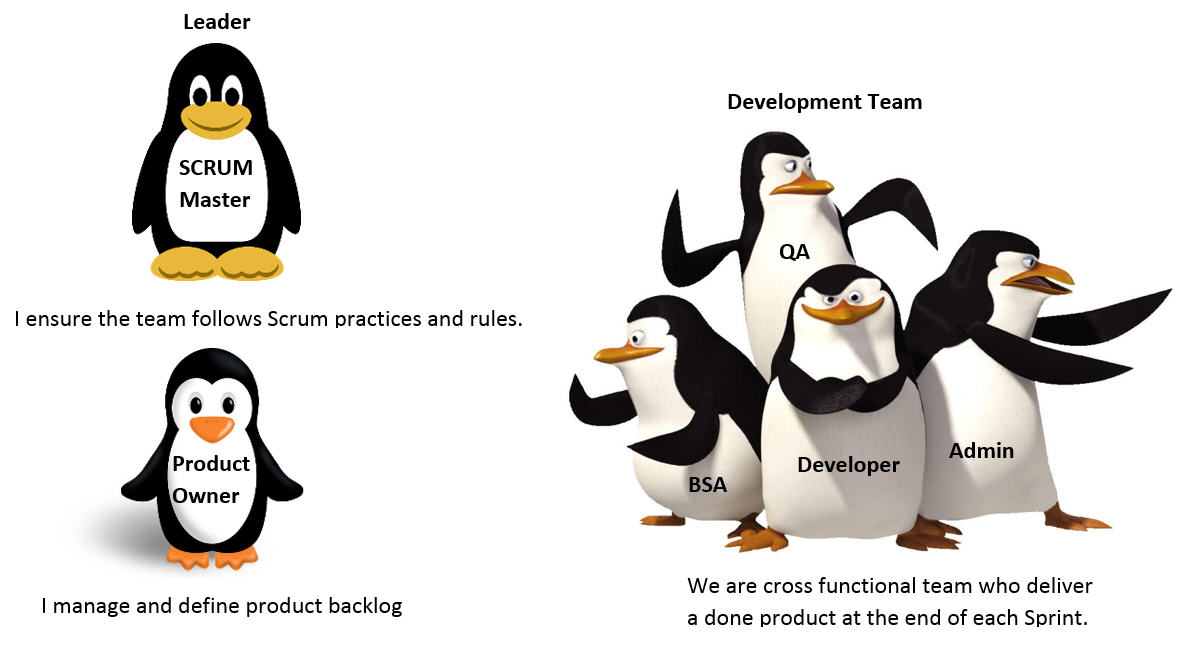 Leader
SCRUM
Master
I ensure the team follows Scrum practices and rules.
Product
Owner
I manage and define product backlog
Development Team
QA
BSA
Developer
Admin
We are cross functional team who deliver
a done product at the end of each Sprint.